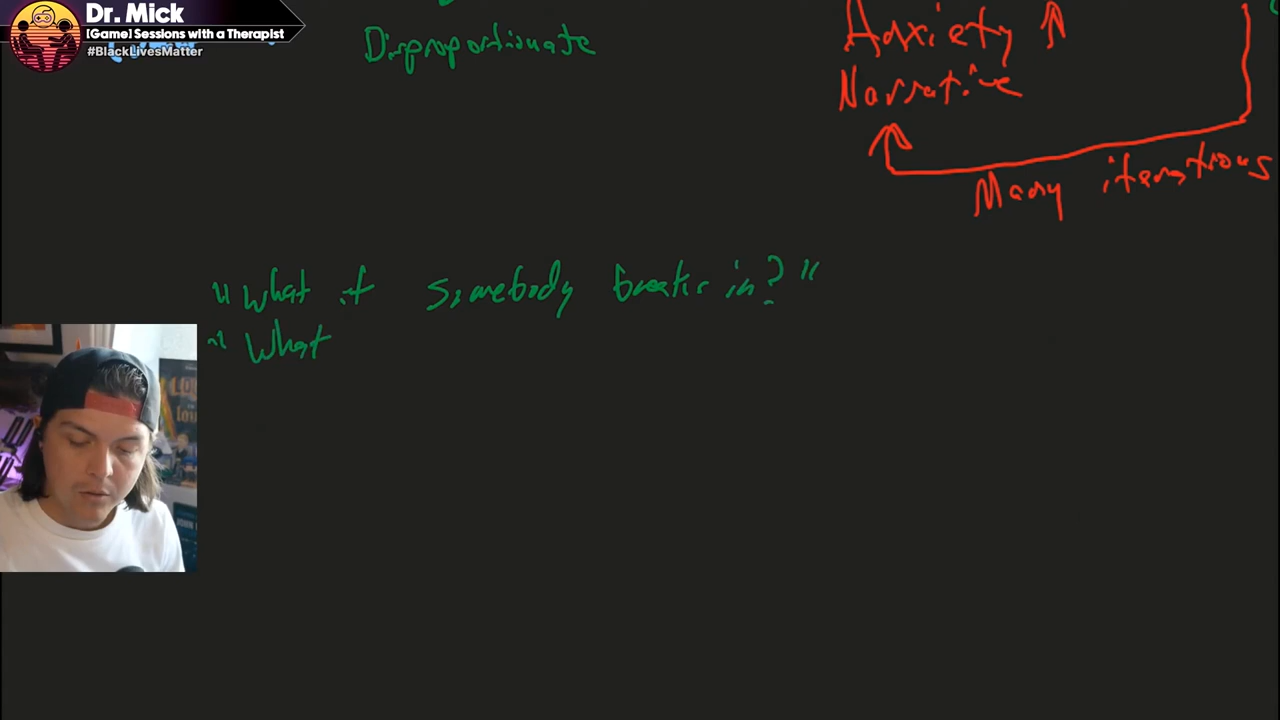 Dr. Mick
[Game] Sessions with a Therapist
#BlackLivesMatter
Disproportionate
Anxiety ↑
Narrative
Many iterations
"What if somebody breaks in?"
"What